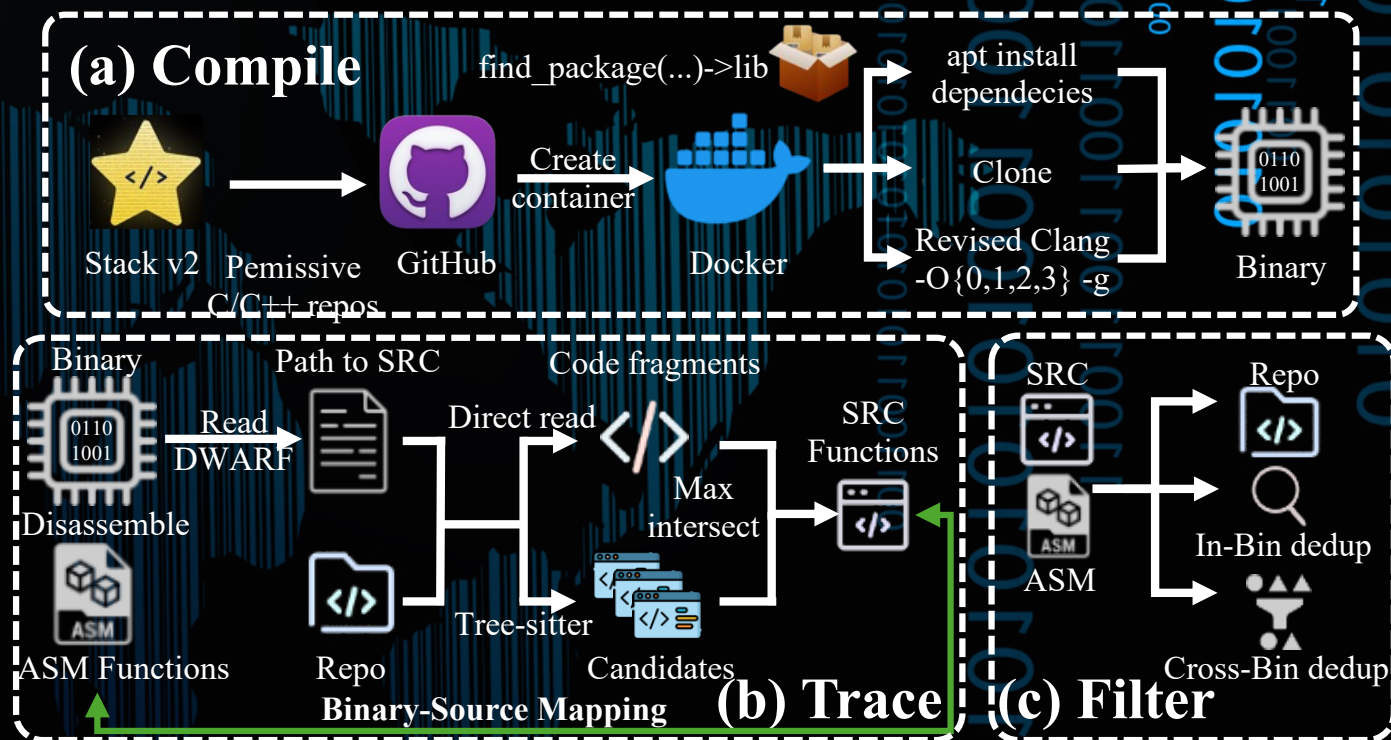 (a) Compile
find_package(...)->lib
apt install
dependecies
Create
container
Clone
0110
1001
Stack v2
Pemissive
C/C++ repos
GitHub
Docker
Revised Clang
-O{0,1,2,3} -g
Binary
Binary
Path to SRC
Code fragments
0110
1001
Read
DWARF
Direct read
SRC
Functions
Max
intersect
Disassemble
ASM
ASM Functions
Repo
Tree-sitter
Candidates
Binary-Source Mapping
(b) Trace
SRC
Repo
ASM
ASM
In-Bin dedup
Cross-Bin dedup
(c) Filter